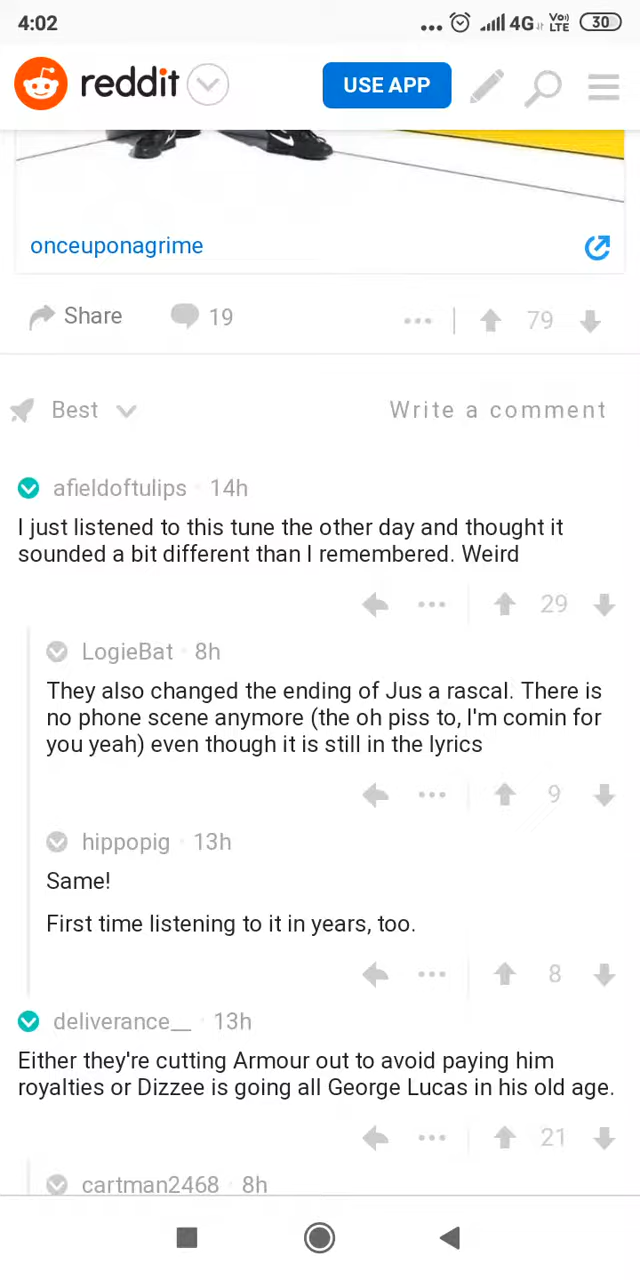 4:02
4G
Vo)
LTE
30
reddit
USE APP
onceuponagrime
Share
19
79
Best
Write a comment
afieldoftulips 14h
I just listened to this tune the other day and thought it
sounded a bit different than I remembered. Weird
29
LogieBat 8h
They also changed the ending of Jus a rascal. There is
no phone scene anymore (the oh piss to, I'm comin for
you yeah) even though it is still in the lyrics
9
hippopig 13h
Same!
First time listening to it in years, too.
8
deliverance__ 13h
Either they're cutting Armour out to avoid paying him
royalties or Dizzee is going all George Lucas in his old age.
21
cartman2468 8h